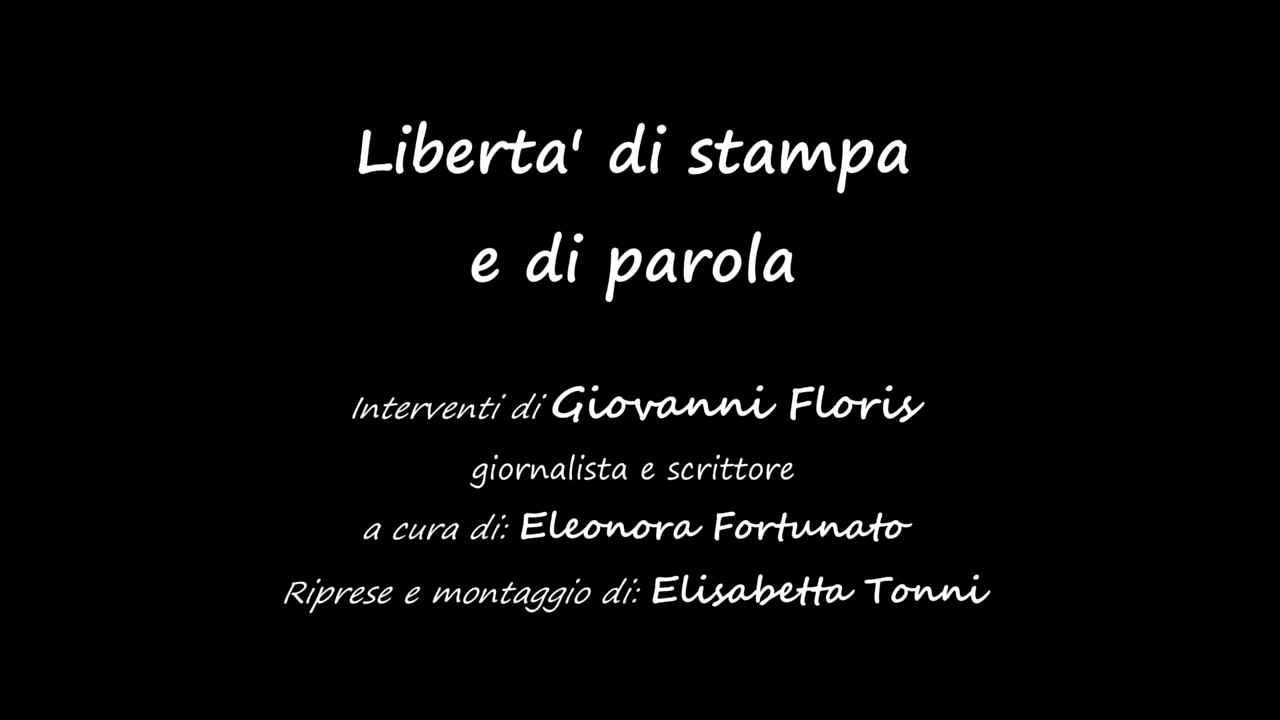 Liberta' di stampa
e di parola
Interventi di Giovanni Floris
giornalista e scrittore
a cura di: Eleonora Fortunato
Riprese e montaggio di: Elisabetta Tonni